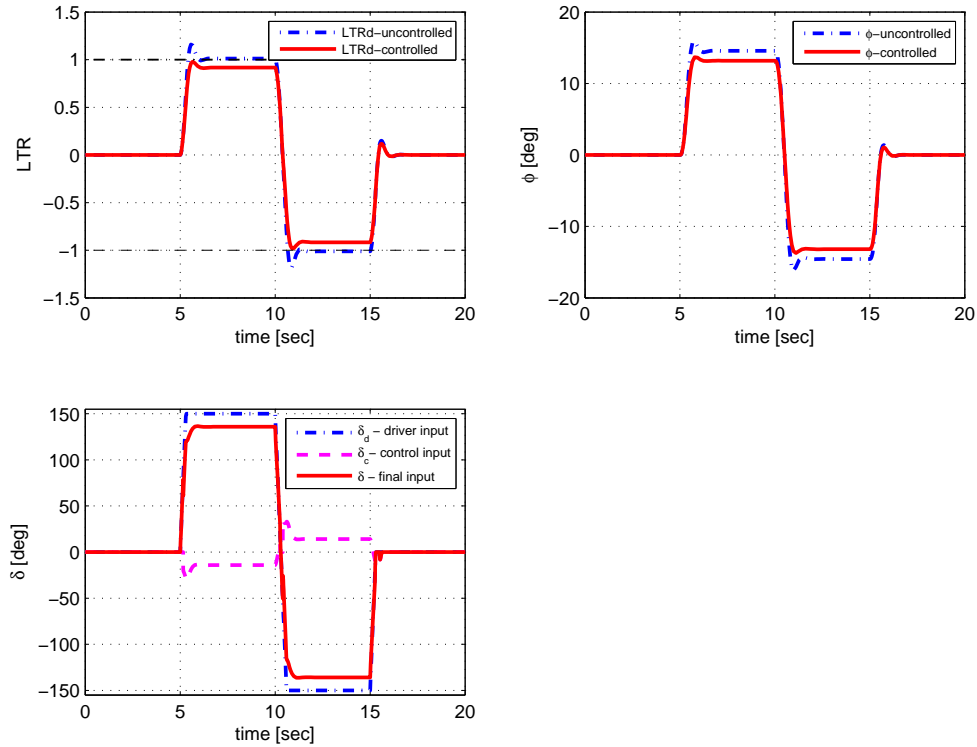 LTRd−uncontrolled
LTRd−controlled
1.5
1
0.5
0
−0.5
−1
−1.5
LTR
0 5 10 15 20
time [sec]
ϕ−uncontrolled
ϕ−controlled
20
10
0
−10
−20
ϕ [deg]
0 5 10 15 20
time [sec]
δd − driver input
δc − control input
δ − final input
150
100
50
0
−50
−100
−150
δ [deg]
0 5 10 15 20
time [sec]